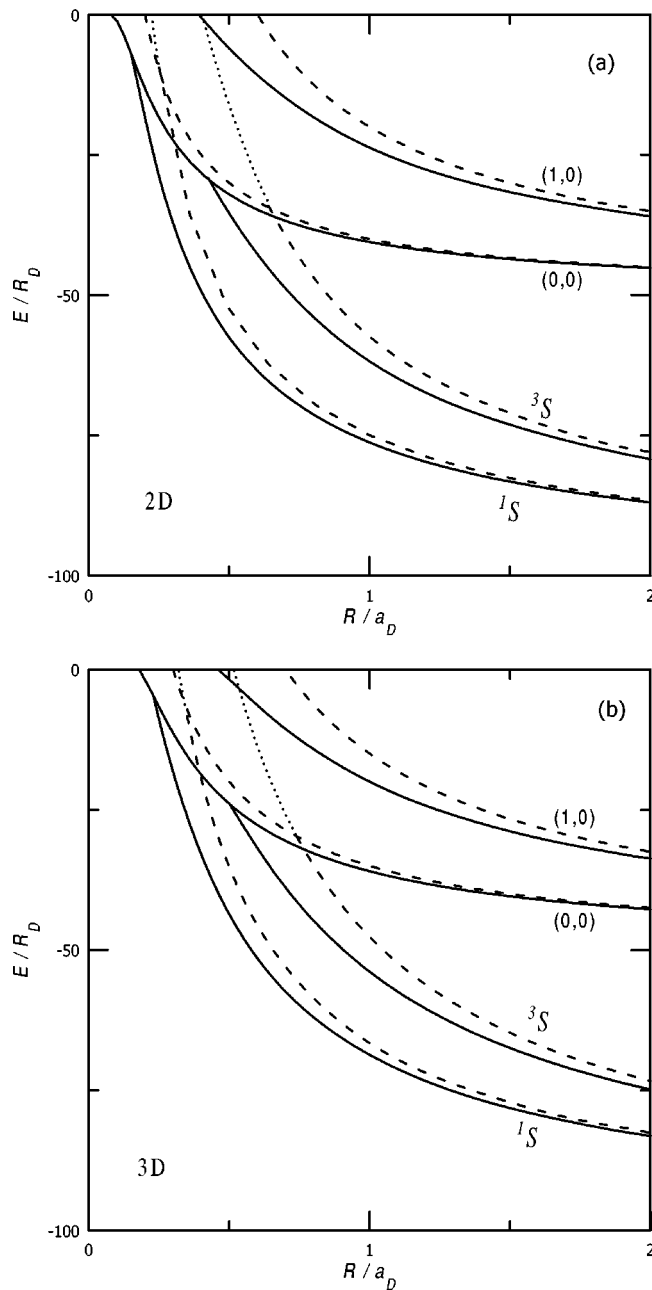 0
(a)
(1,0)
(0,0)
-50
E / R_D
³S
¹S
2D
-100
0
1
2
R / a_D
0
(b)
(1,0)
(0,0)
-50
E / R_D
³S
¹S
3D
-100
0
1
2
R / a_D